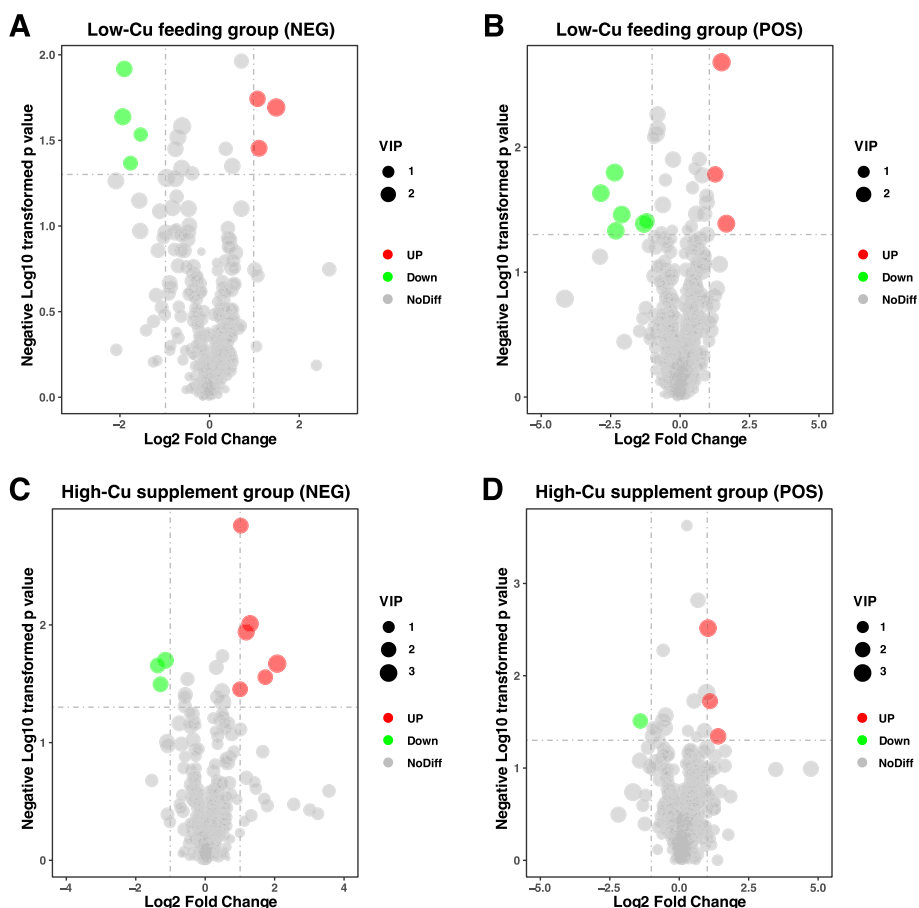 A
Low-Cu feeding group (NEG)
Negative Log10 transformed p value
2.0
1.5
1.0
0.5
0.0
−2
0
2
Log2 Fold Change
VIP
1
2
UP
Down
NoDiff
B
Low-Cu feeding group (POS)
Negative Log10 transformed p value
2
1
0
−5.0
−2.5
0.0
2.5
5.0
Log2 Fold Change
VIP
1
2
UP
Down
NoDiff
C
High-Cu supplement group (NEG)
Negative Log10 transformed p value
2
1
0
−4
−2
0
2
4
Log2 Fold Change
VIP
1
2
3
UP
Down
NoDiff
D
High-Cu supplement group (POS)
Negative Log10 transformed p value
3
2
1
0
−5.0
−2.5
0.0
2.5
5.0
Log2 Fold Change
VIP
1
2
3
UP
Down
NoDiff